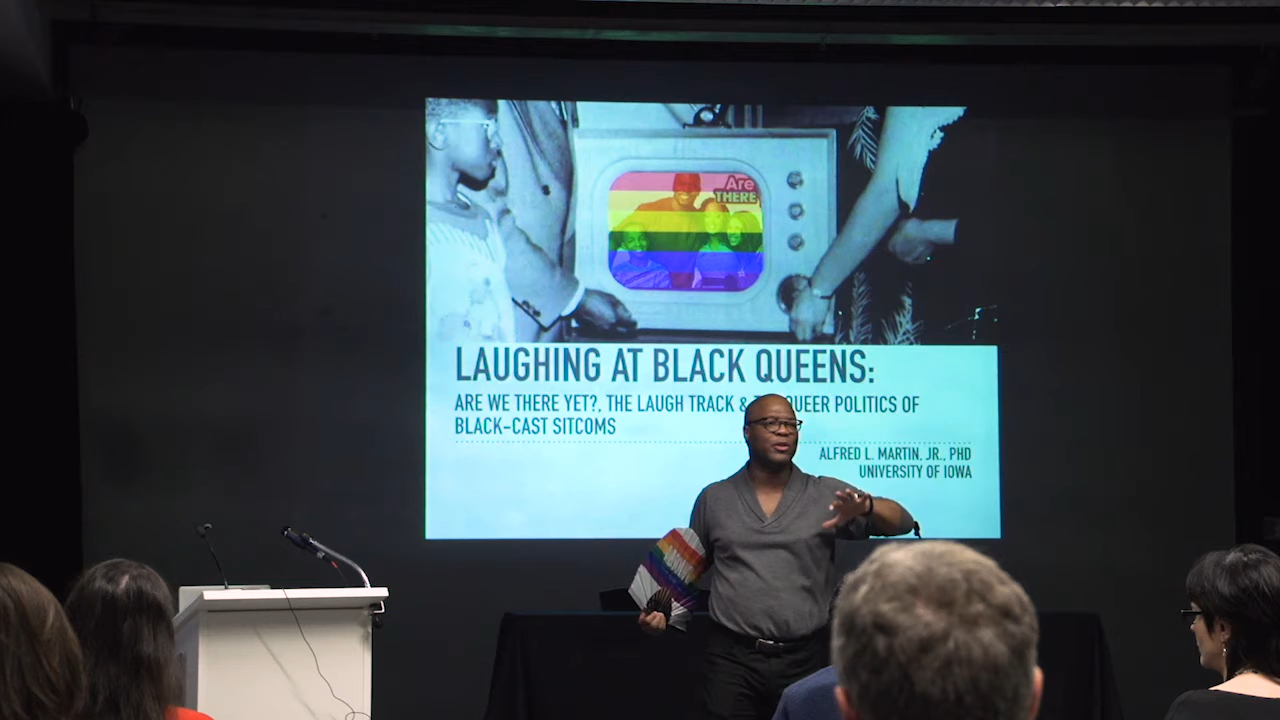 Are
THERE
LAUGHING AT BLACK QUEENS:
ARE WE THERE YET?, THE LAUGH TRACK & QUEER POLITICS OF
BLACK-CAST SITCOMS
ALFRED L. MARTIN, JR., PHD
UNIVERSITY OF IOWA